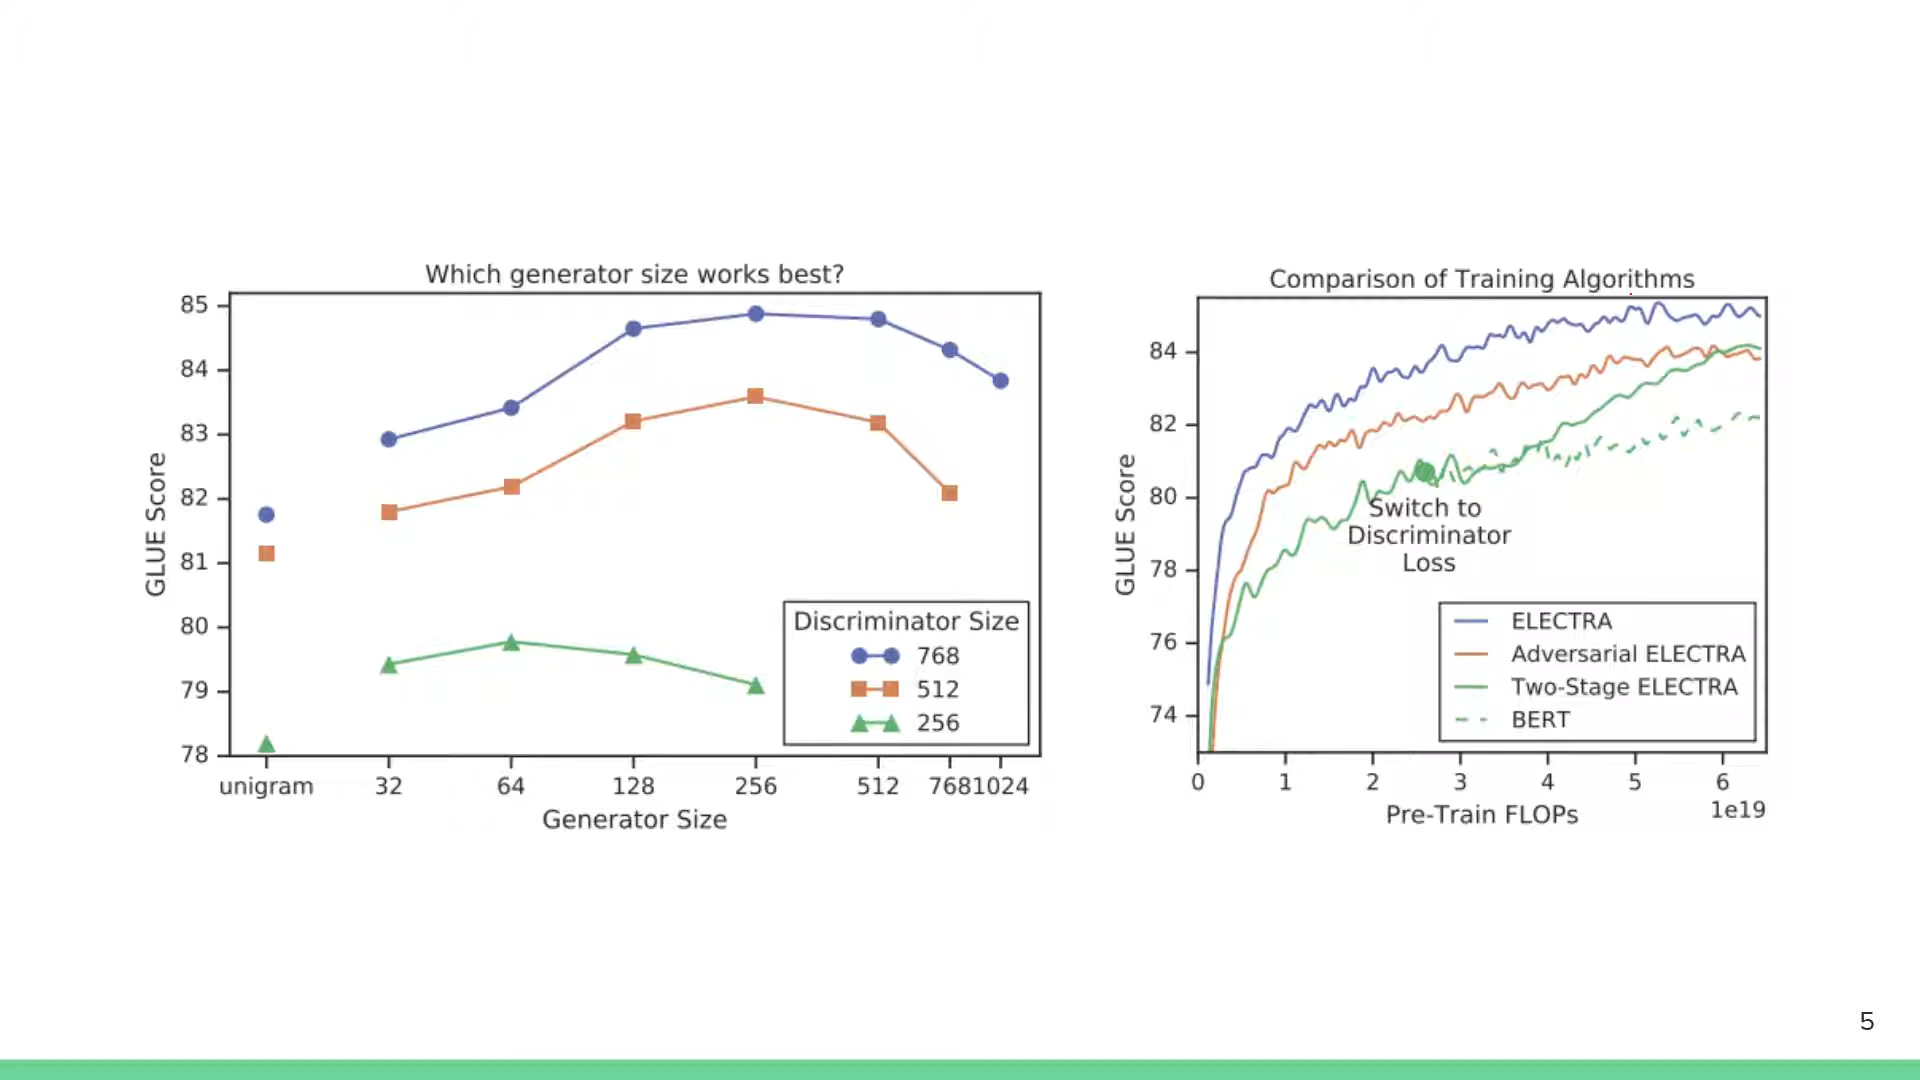 Which generator size works best?
85
84
83
82
81
80
79
78
GLUE Score
unigram 32 64 128 256 512 768 1024
Generator Size
Discriminator Size
768
512
256
Comparison of Training Algorithms
84
82
80
78
76
74
GLUE Score
Switch to
Discriminator
Loss
ELECTRA
Adversarial ELECTRA
Two-Stage ELECTRA
BERT
0 1 2 3 4 5 6
1e19
Pre-Train FLOPs
5